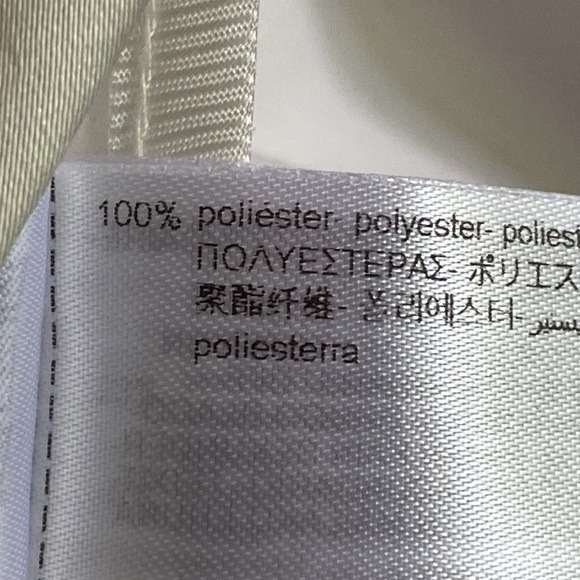 100% poliéster- polyester- poliest
ΠΟΛΥΕΣΤΕΡΑΣ- ポリエス
聚酯纤维- 폴리에스터-
poliesterra